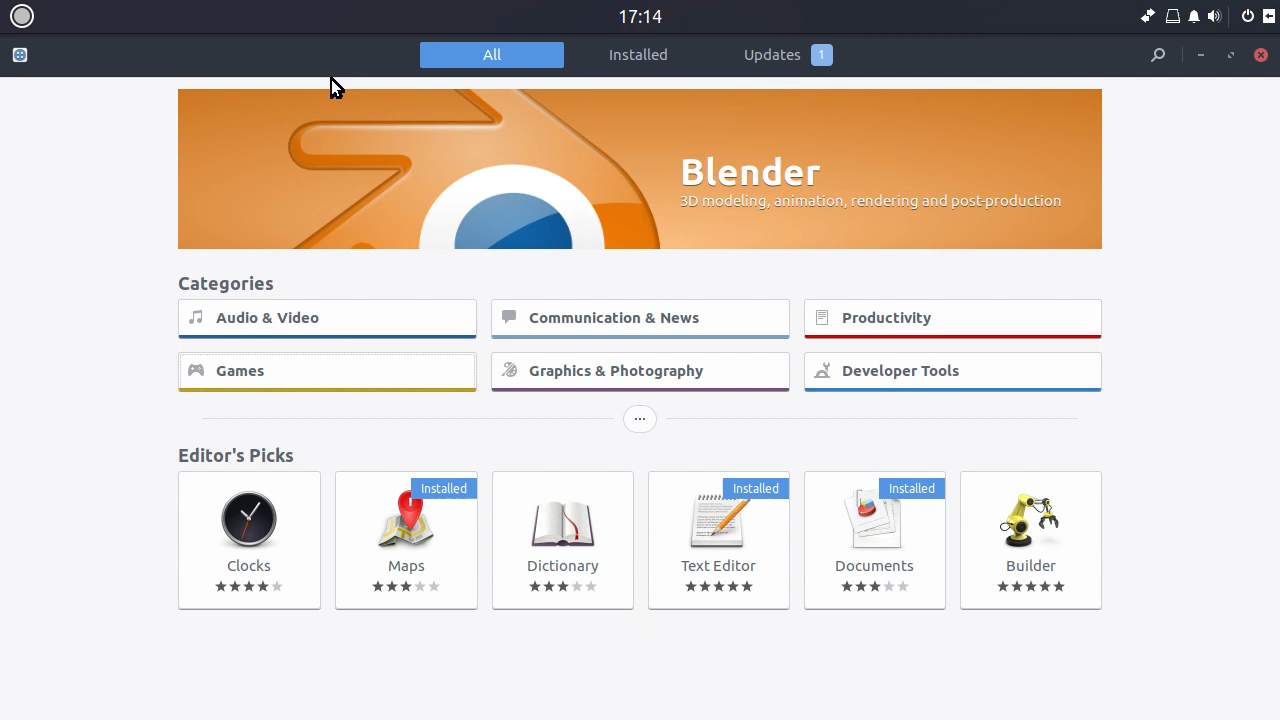 17:14
All
Installed
Updates 1
Blender
3D modeling, animation, rendering and post-production
Categories
Audio & Video
Communication & News
Productivity
Games
Graphics & Photography
Developer Tools
Editor's Picks
Installed
Installed
Installed
Clocks
Maps
Dictionary
Text Editor
Documents
Builder